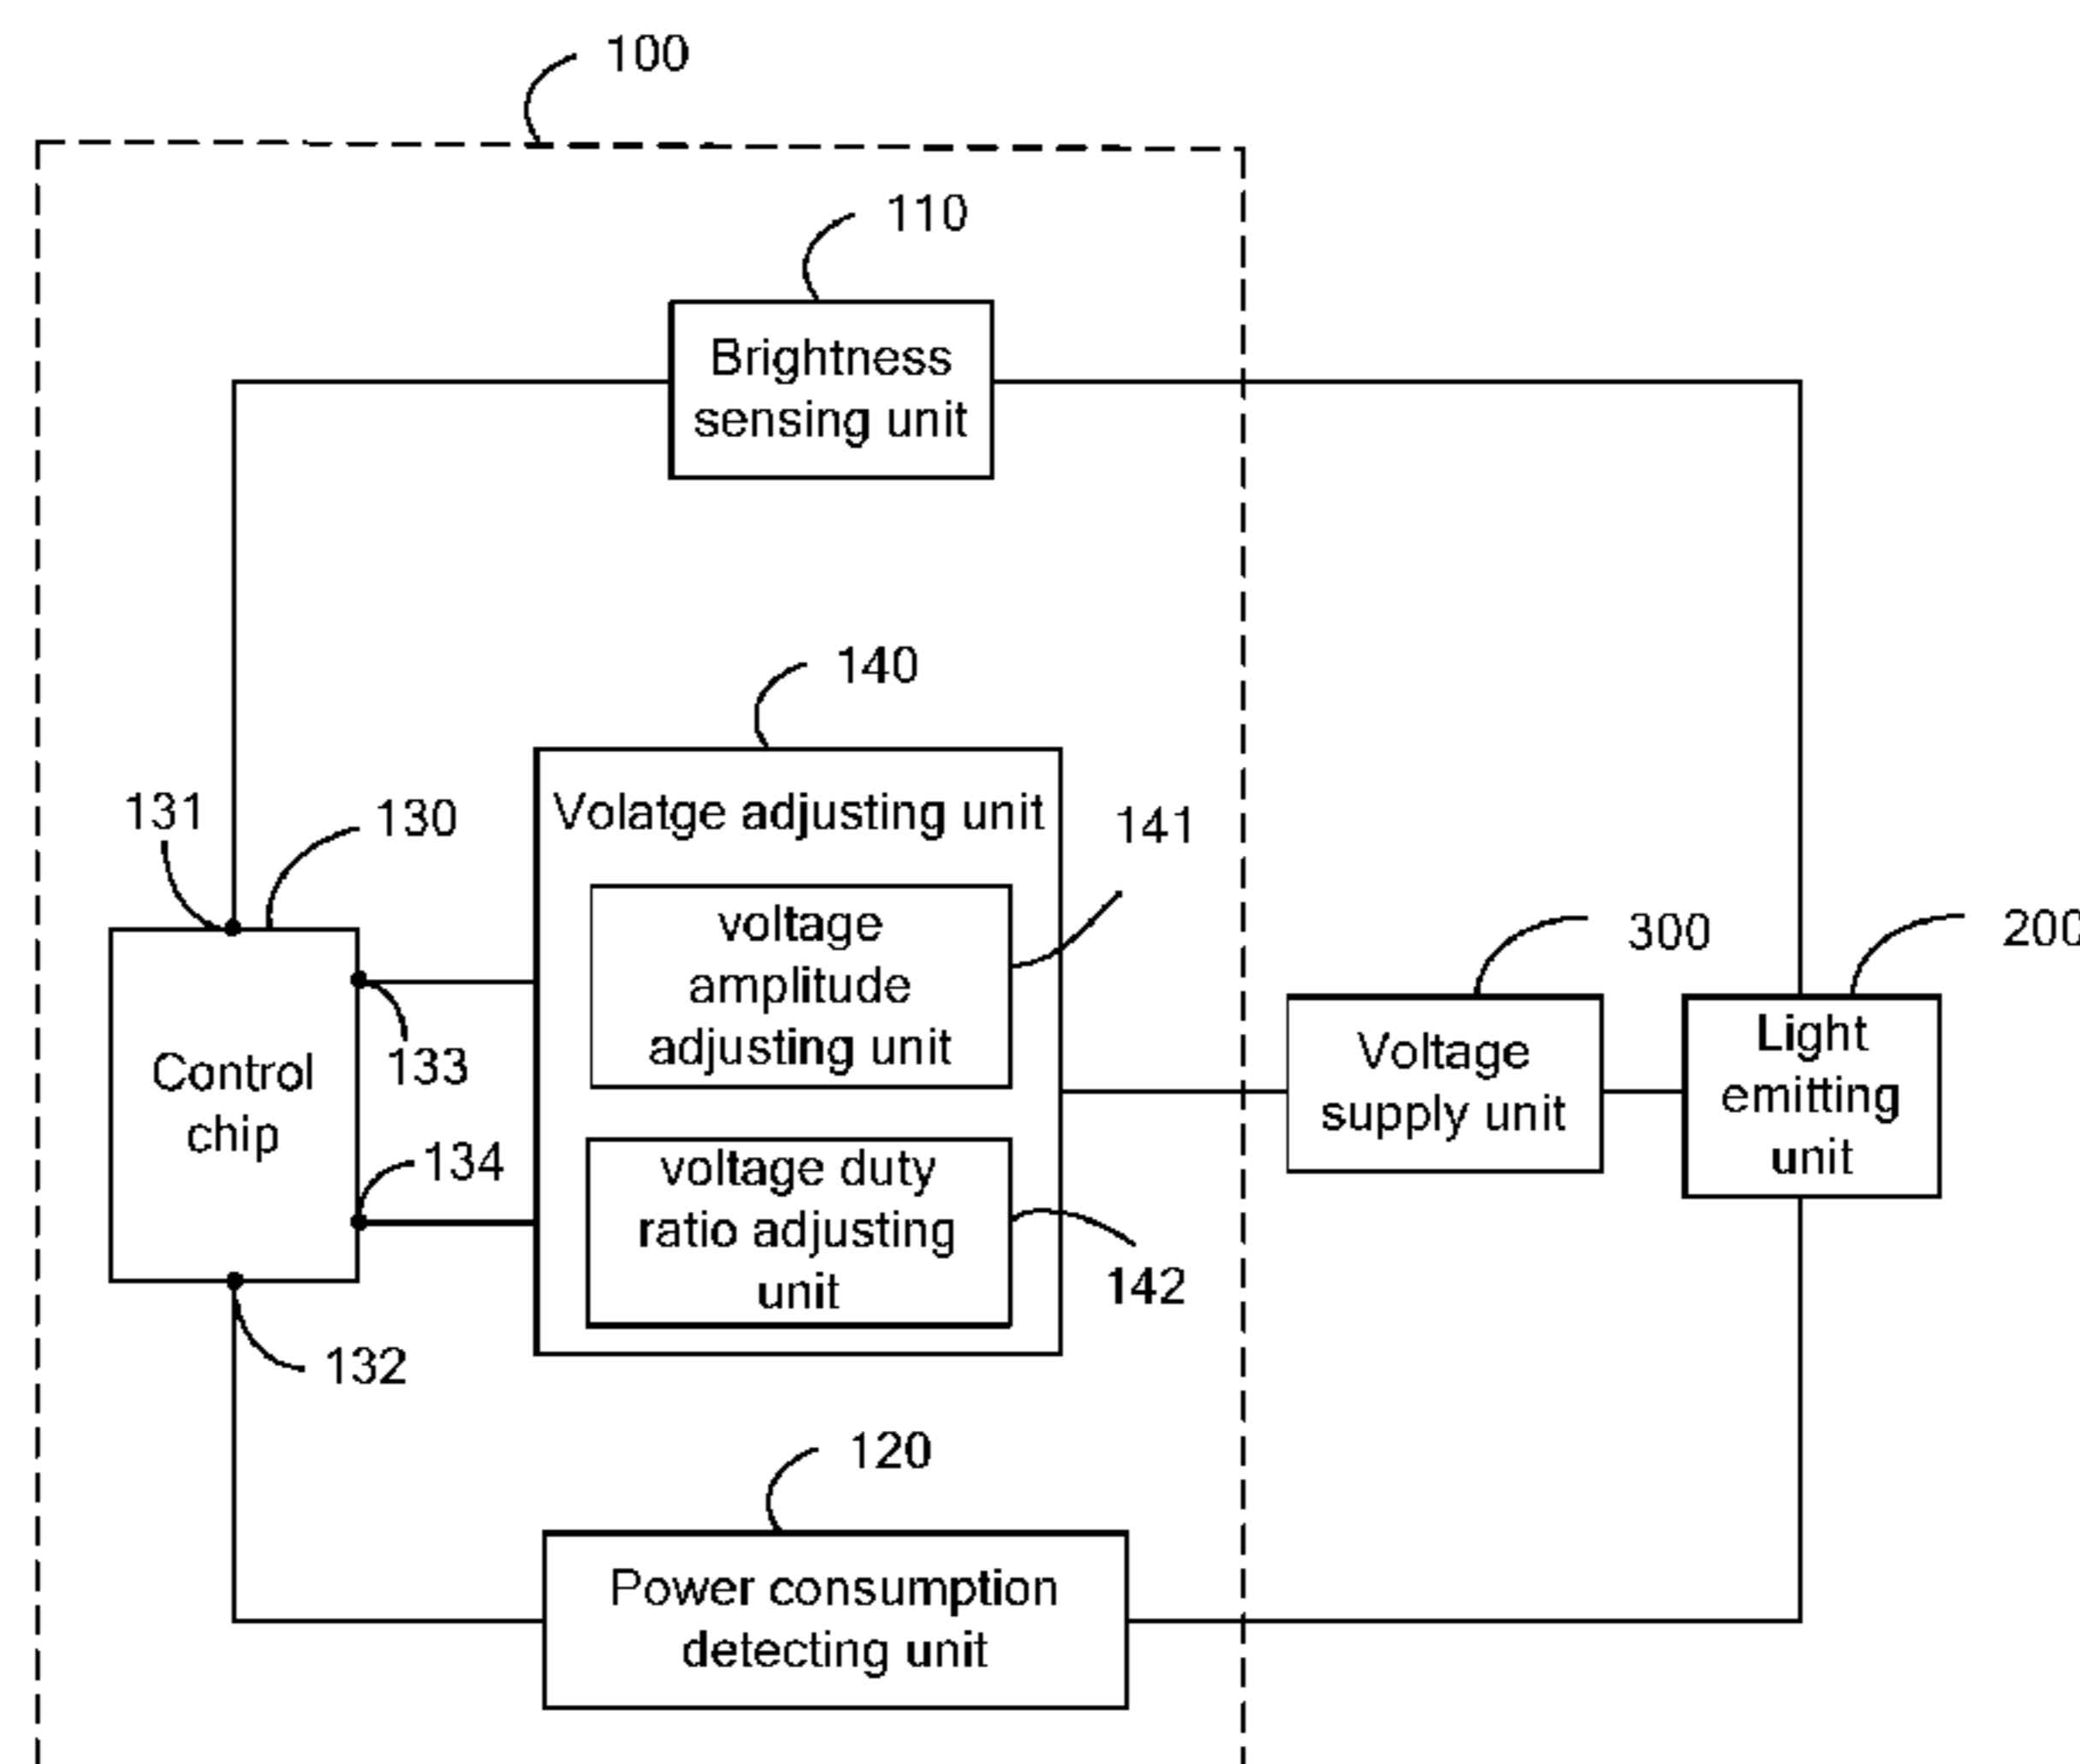 100
110
Brightness
sensing unit
140
131
130
Volatge adjusting unit
141
voltage
amplitude
adjusting unit
300
200
133
Control
chip
Voltage
supply unit
Light
emitting
unit
134
voltage duty
ratio adjusting
unit
142
132
120
Power consumption
detecting unit